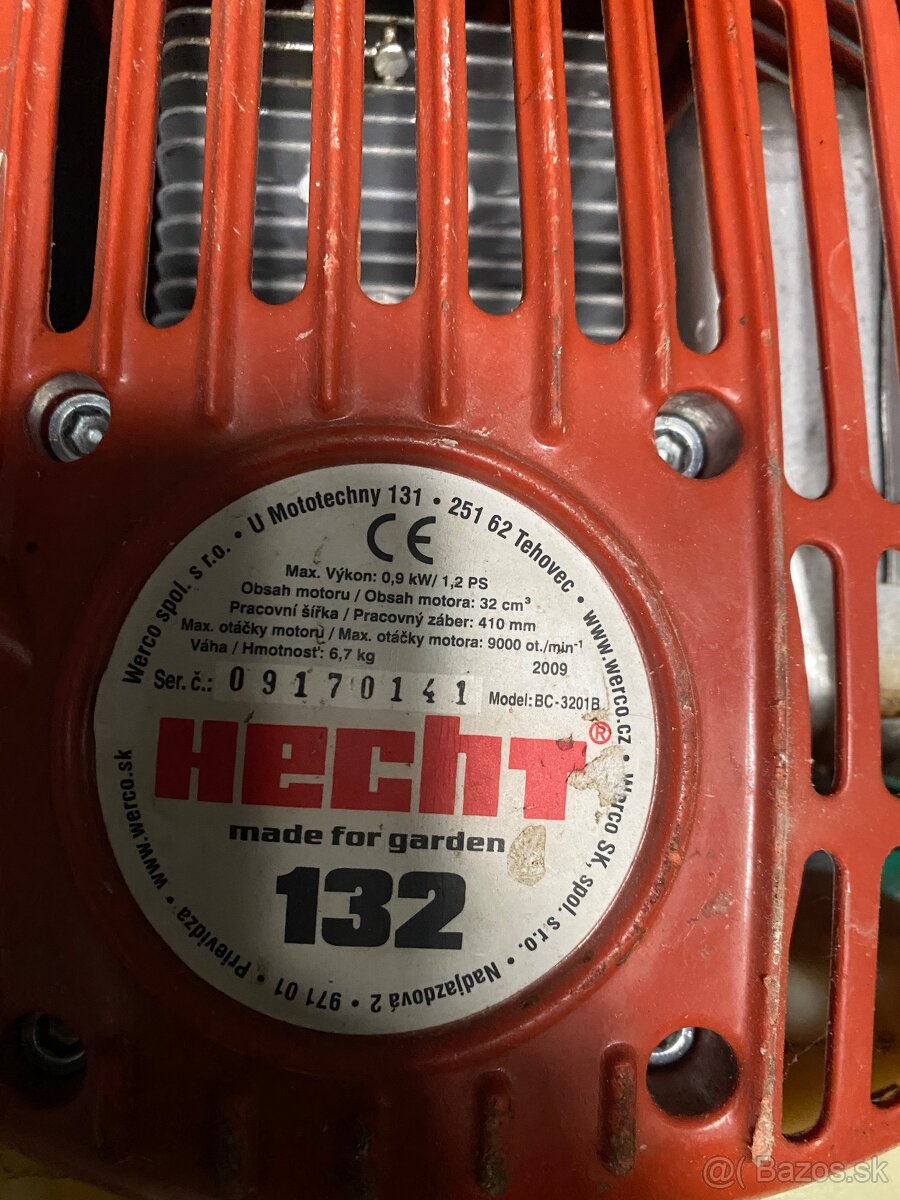 Werco spol. s r.o. • U Mototechny 131 • 251 62 Tehovec • www.werco.cz • Werco SK, spol. s r.o. • Nadjazdová 2 • 971 01 • Prievidza • www.werco.sk
CE
Max. Výkon: 0,9 kW/ 1,2 PS
Obsah motoru / Obsah motora: 32 cm³
Pracovní šířka / Pracovný záber: 410 mm
Max. otáčky motoru / Max. otáčky motora: 9000 ot./min⁻¹
Váha / Hmotnosť: 6,7 kg
2009
Ser. č.: 09170141 Model: BC-3201B
HECHT®
made for garden
132
@( Bazos.sk